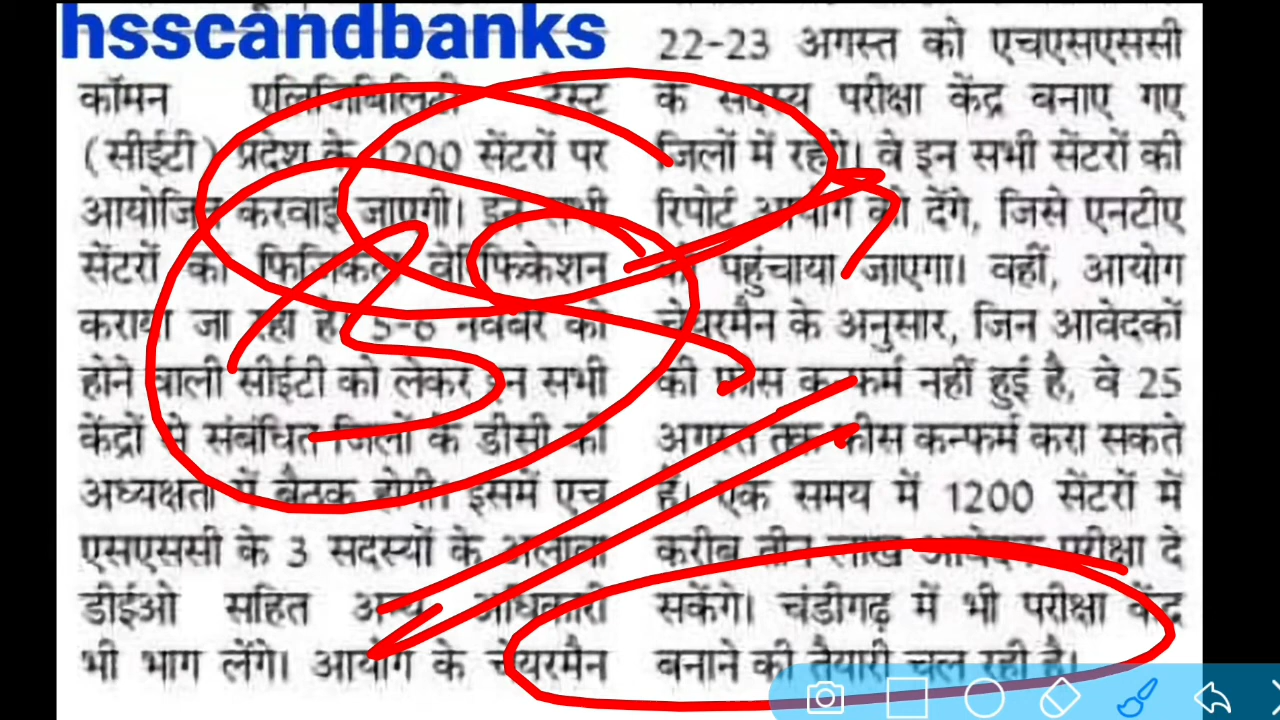 hsscandbanks
कॉमन एलिजिबिलिटी टेस्ट
(सीईटी) प्रदेश के 1200 सेंटरों पर
आयोजित करवाई जाएगी। इन सभी
सेंटरों का फिजिकल वेरिफिकेशन
कराया जा रहा है। 5-6 नवंबर को
होने वाली सीईटी को लेकर इन सभी
केंद्रों से संबंधित जिलों के डीसी की
अध्यक्षता में बैठक होगी। इसमें एच
एसएससी के 3 सदस्यों के अलावा
डीईओ सहित अन्य अधिकारी
भी भाग लेंगे। आयोग के चेयरमैन
22-23 अगस्त को एचएसएससी
के सदस्य परीक्षा केंद्र बनाए गए
जिलों में रहेंगे। वे इन सभी सेंटरों की
रिपोर्ट आयोग को देंगे, जिसे एनटीए
पहुंचाया जाएगा। वहीं, आयोग
चेयरमैन के अनुसार, जिन आवेदकों
की फीस कन्फर्म नहीं हुई है, वे 25
अगस्त तक फीस कन्फर्म करा सकते
हैं। एक समय में 1200 सेंटरों में
करीब तीन लाख आवेदक परीक्षा दे
सकेंगे। चंडीगढ़ में भी परीक्षा केंद्र
बनाने की तैयारी चल रही है।